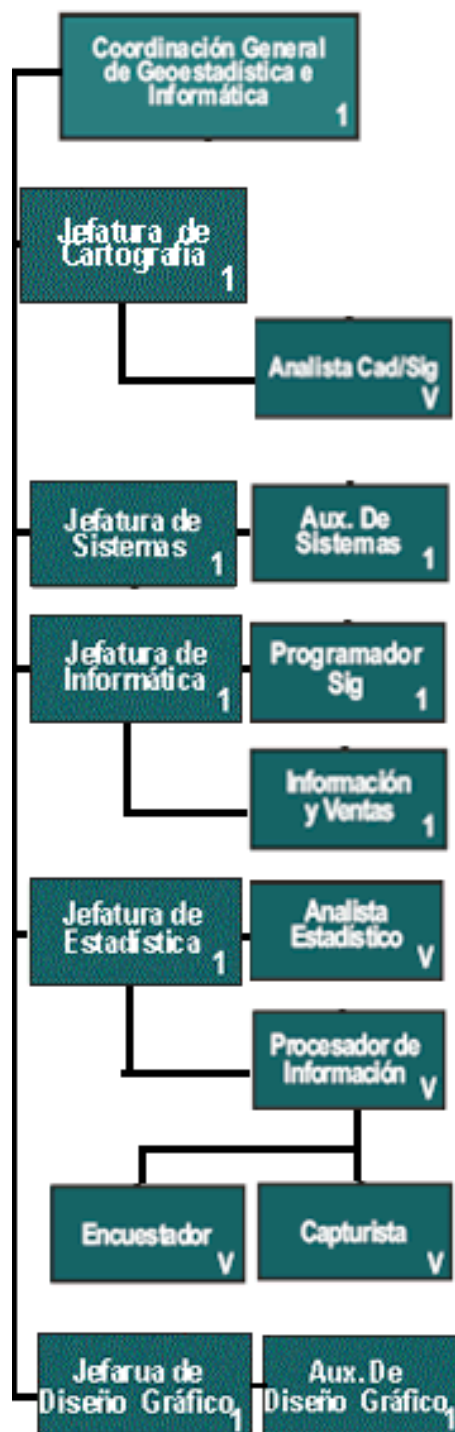 Coordinación General
de Geoestadística e
Informática
1
Jefatura de
Cartografía
1
Analista Cad/Sig
V
Jefatura de
Sistemas
1
Aux. De
Sistemas
1
Jefatura de
Informática
1
Programador
Sig
1
Información
y Ventas
1
Jefatura de
Estadística
1
Analista
Estadístico
V
Procesador de
Información
V
Encuestador
V
Capturista
V
Jefarua de
Diseño Gráfico
1
Aux. De
Diseño Gráfico
1